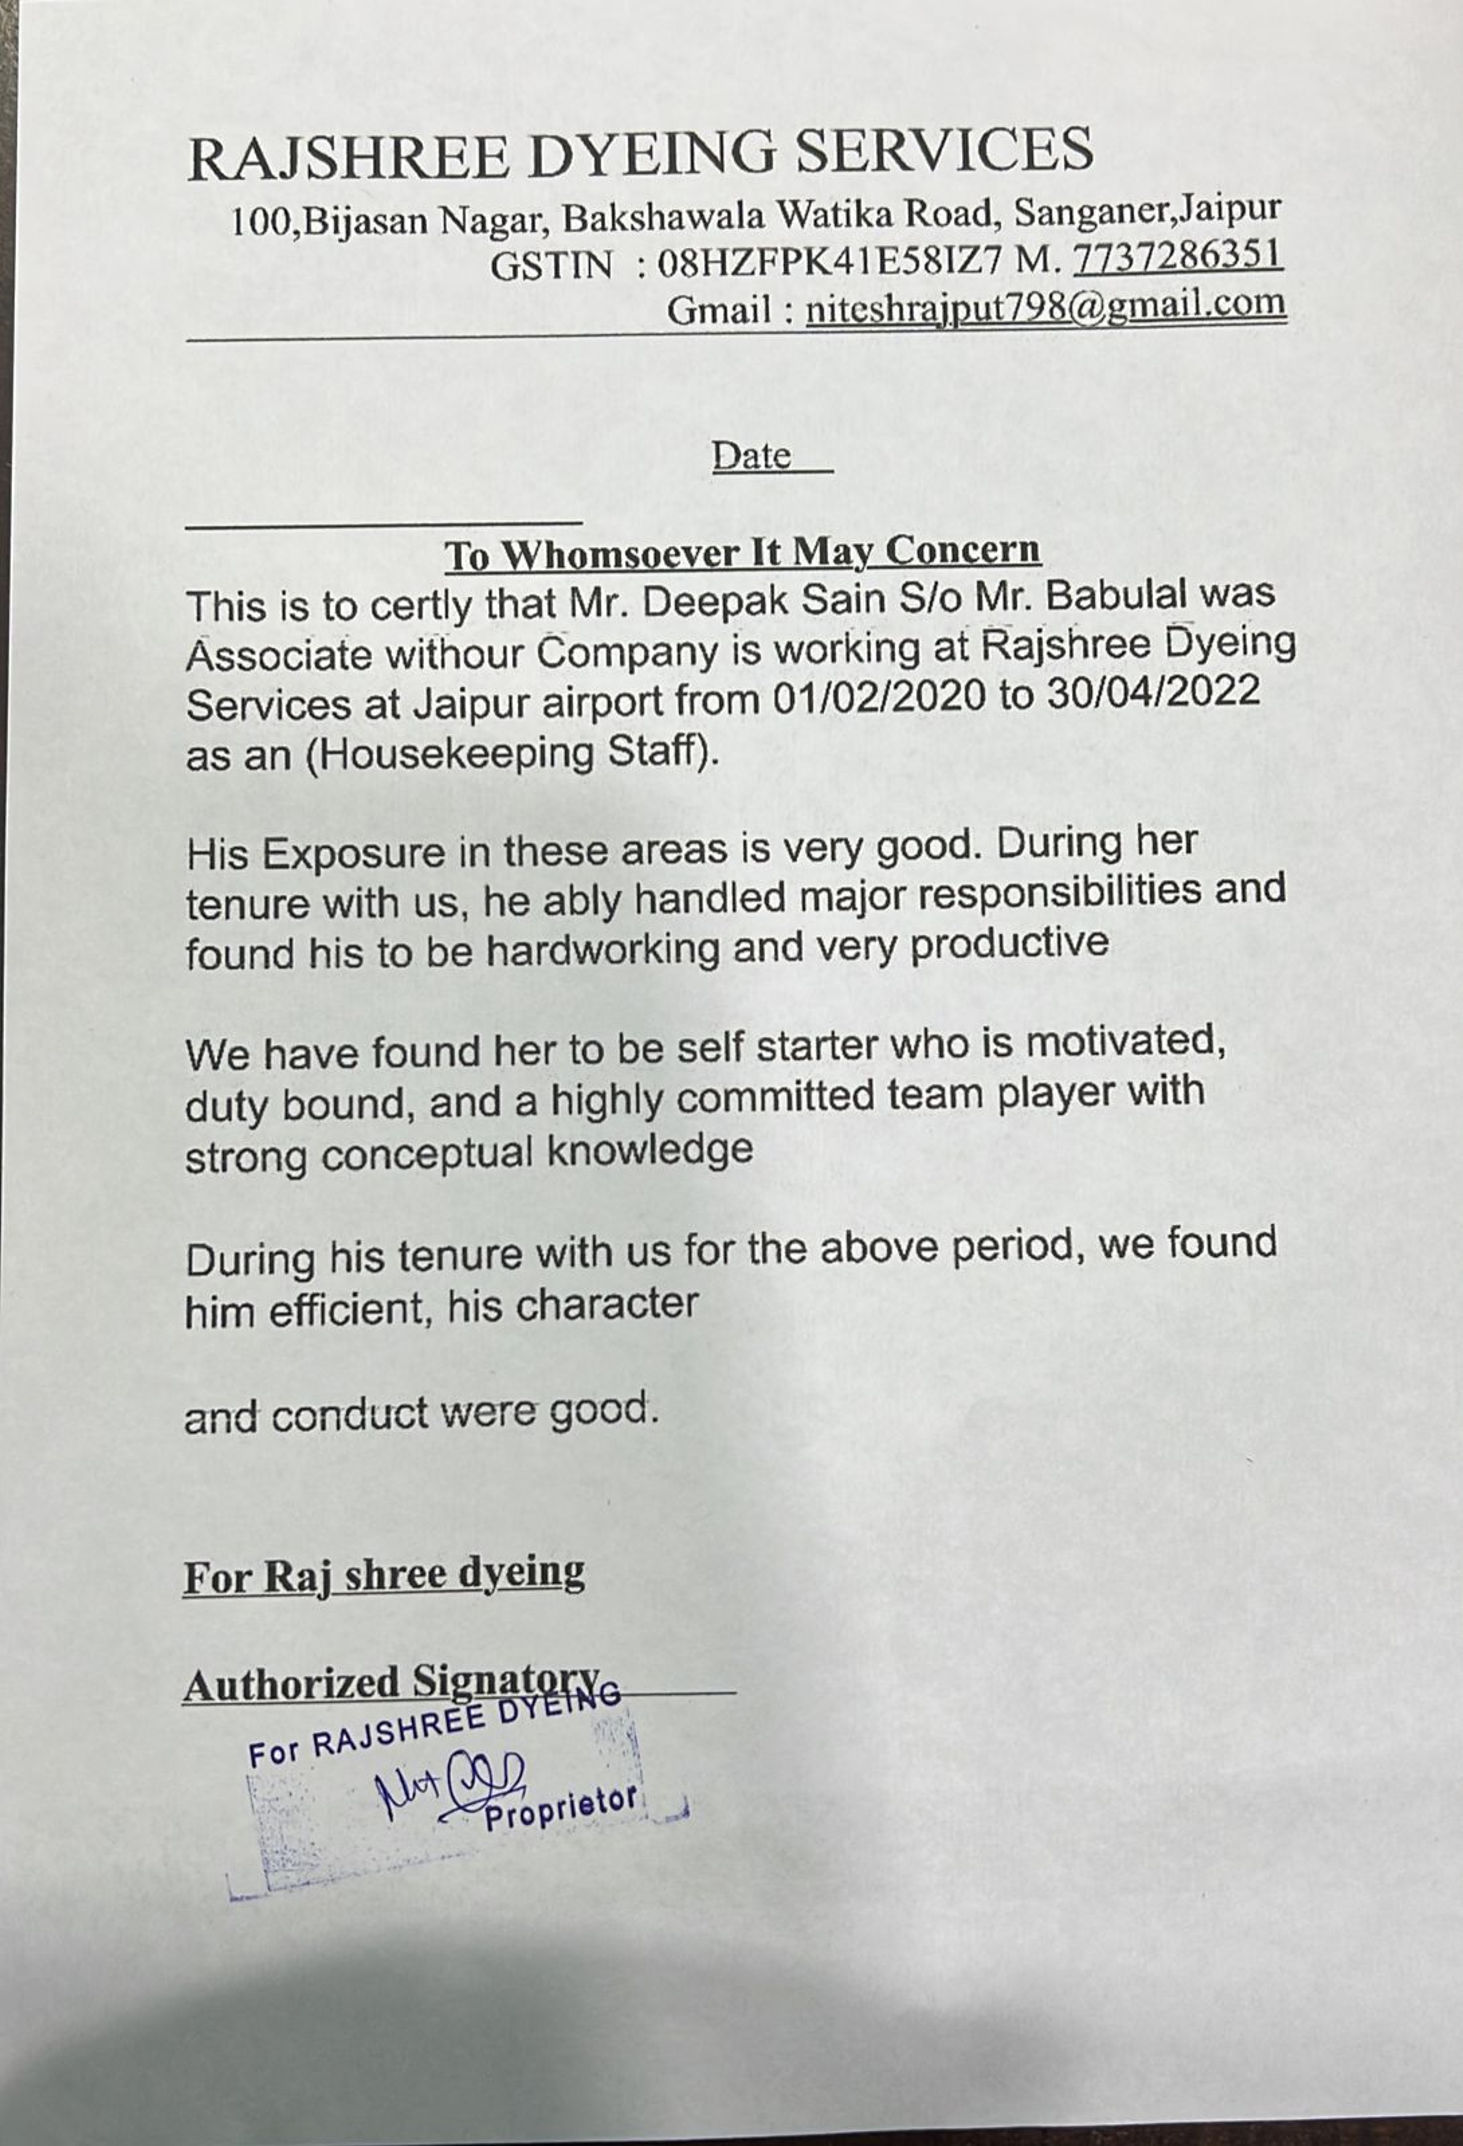 RAJSHREE DYEING SERVICES
100,Bijasan Nagar, Bakshawala Watika Road, Sanganer,Jaipur
GSTIN : 08HZFPK41E58IZ7 M. 7737286351
Gmail : niteshrajput798@gmail.com
Date
To Whomsoever It May Concern
This is to certly that Mr. Deepak Sain S/o Mr. Babulal was
Associate withour Company is working at Rajshree Dyeing
Services at Jaipur airport from 01/02/2020 to 30/04/2022
as an (Housekeeping Staff).
His Exposure in these areas is very good. During her
tenure with us, he ably handled major responsibilities and
found his to be hardworking and very productive
We have found her to be self starter who is motivated,
duty bound, and a highly committed team player with
strong conceptual knowledge
During his tenure with us for the above period, we found
him efficient, his character
and conduct were good.
For Raj shree dyeing
Authorized Signatory
For RAJSHREE DYEING
Proprietor